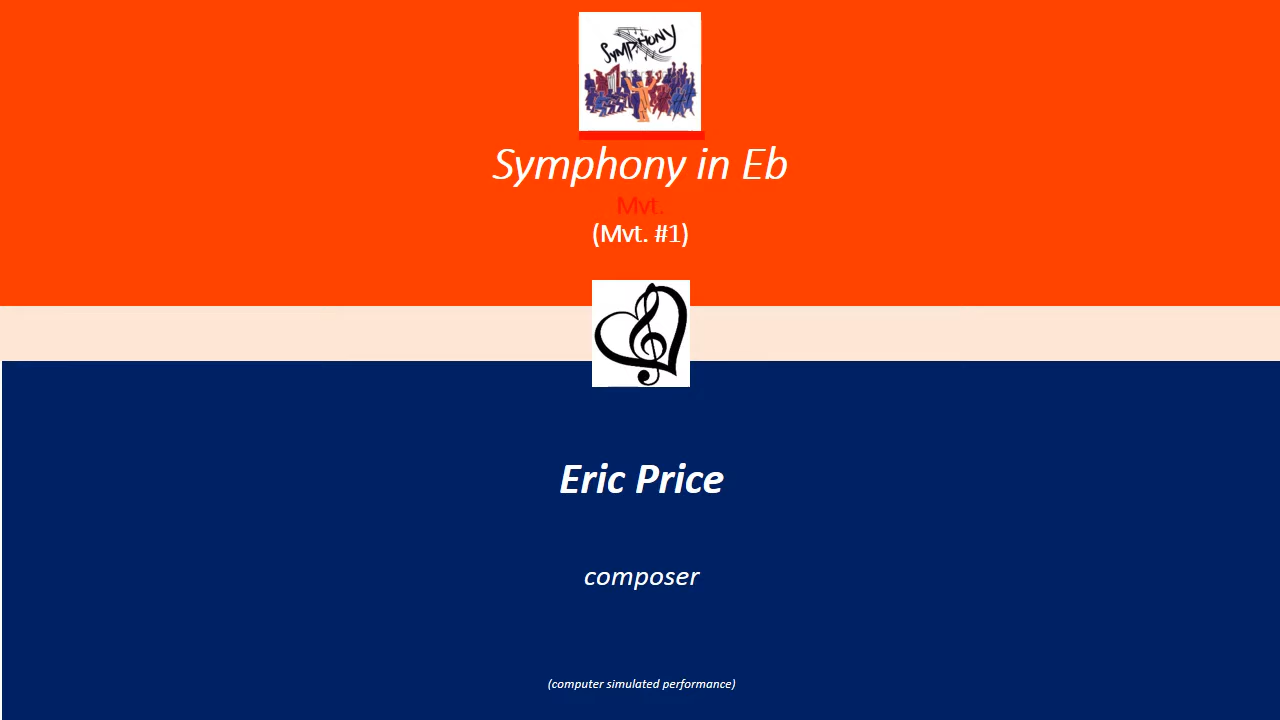 SYMPHONY
Symphony in Eb
Mvt.
(Mvt. #1)
Eric Price
composer
(computer simulated performance)